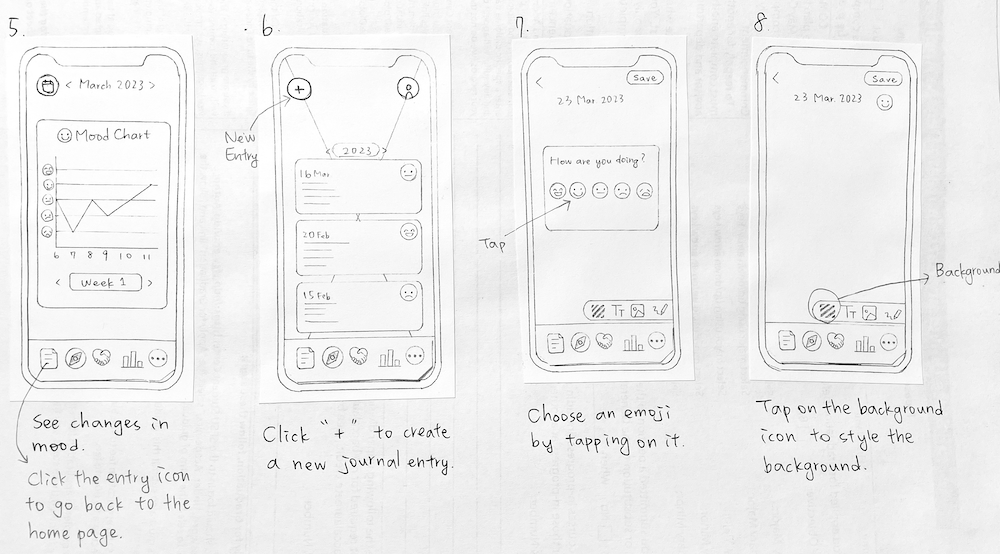 5.
< March 2023 >
Mood Chart
6 7 8 9 10 11
< Week 1 >
See changes in
mood.
Click the entry icon
to go back to the
home page.
6.
+
New
Entry
< 2023 >
16 Mar
20 Feb
15 Feb
Click "+" to create
a new journal entry.
7.
< Save
23 Mar 2023
How are you doing?
Tap
TT
Choose an emoji
by tapping on it.
8.
< Save
23 Mar. 2023
Background
TT
Tap on the background
icon to style the
background.